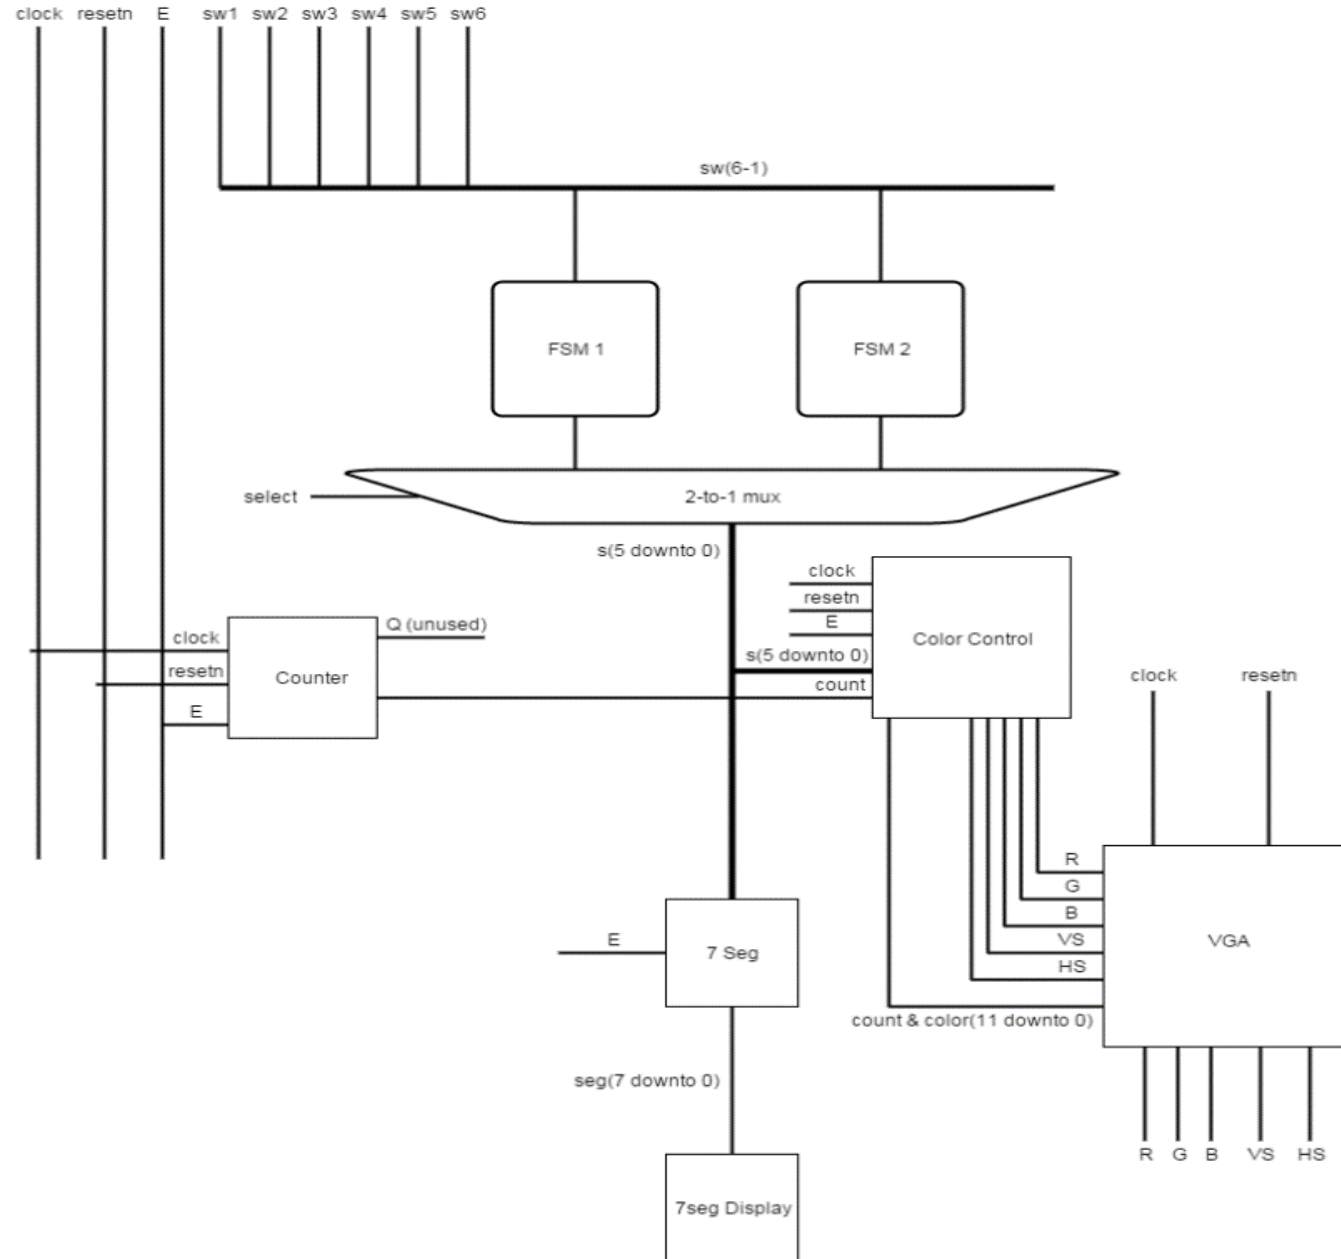 clock resetn E sw1 sw2 sw3 sw4 sw5 sw6
sw(6-1)
FSM 1
FSM 2
select
2-to-1 mux
s(5 downto 0)
clock
resetn
E
s(5 downto 0)
count
Color Control
clock
resetn
E
Counter
Q (unused)
clock
resetn
R
G
B
VS
HS
count & color(11 downto 0)
VGA
E
7 Seg
seg(7 downto 0)
R G B VS HS
7seg Display